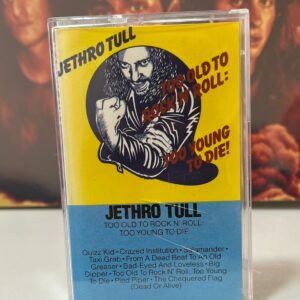 JETHRO TULL
TOO OLD TO
ROCK 'N' ROLL:
TOO YOUNG
TO DIE!
JETHRO TULL
TOO OLD TO ROCK N' ROLL:
TOO YOUNG TO DIE
Quizz Kid • Crazed Institution • Salamander •
Taxi Grab • From A Dead Beat To An Old
Greaser • Bad-Eyed And Loveless • Big
Dipper • Too Old To Rock N' Roll: Too Young
To Die • Pied Piper • The Chequered Flag
(Dead Or Alive)